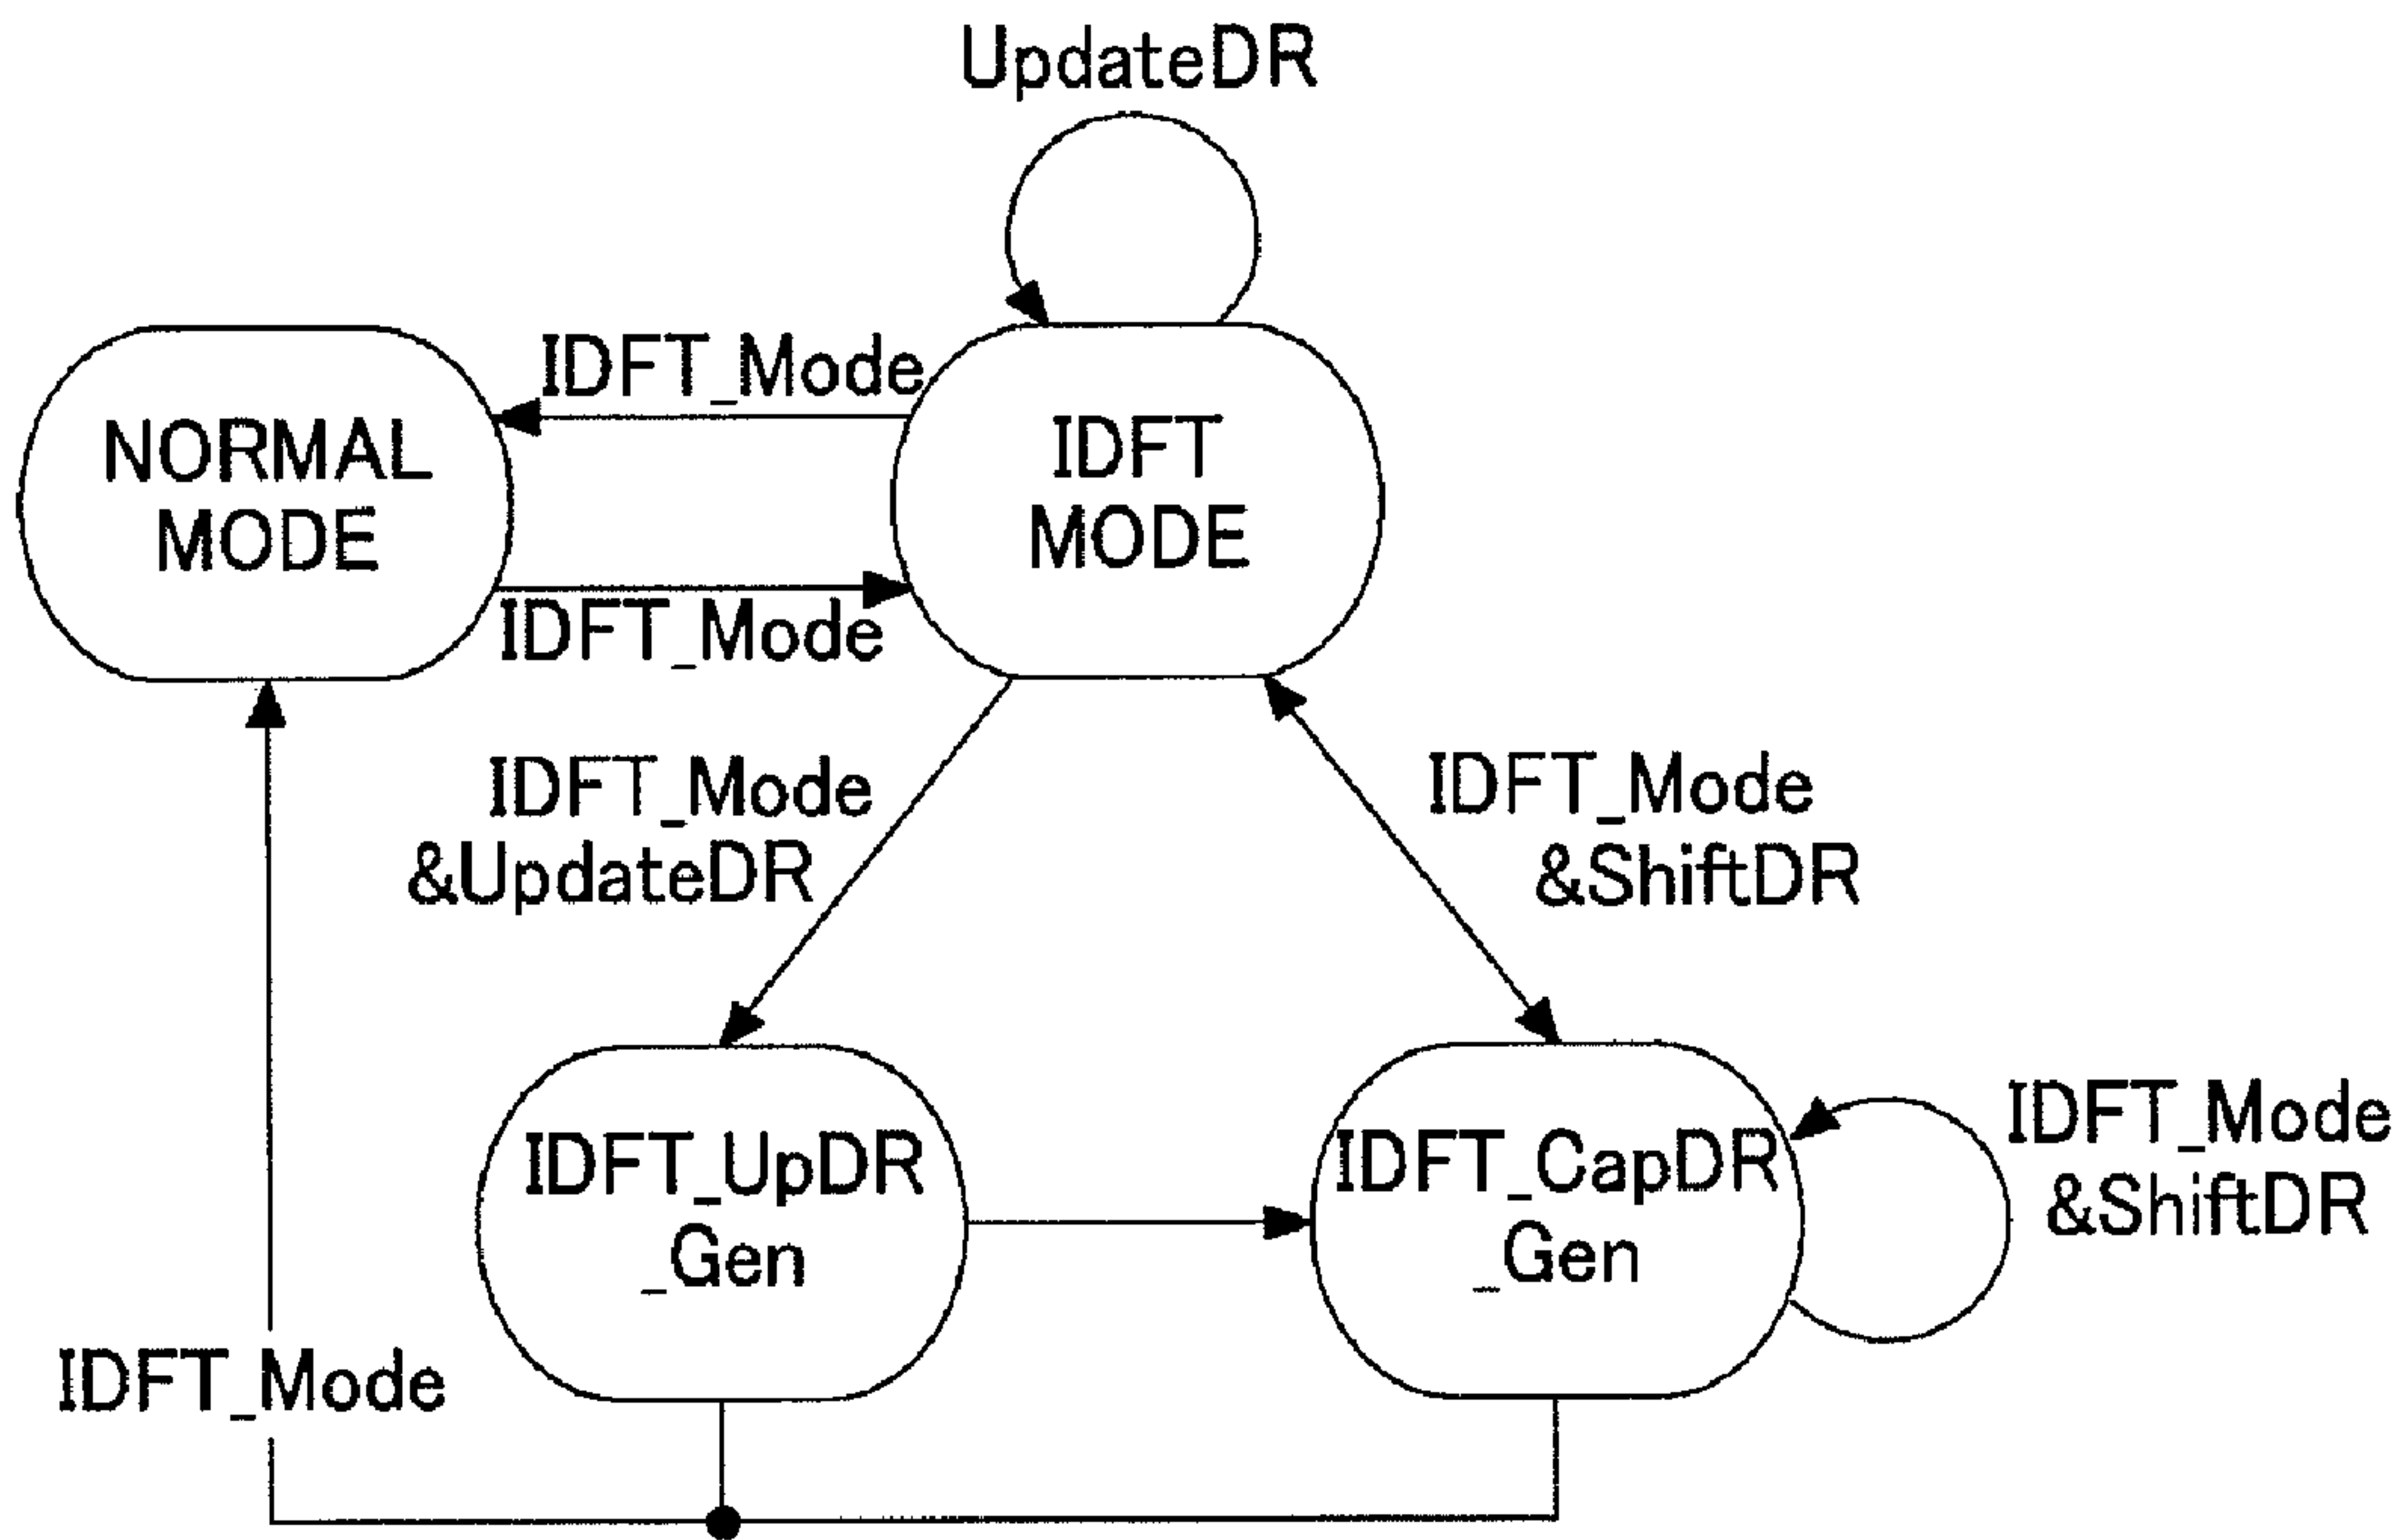 UpdateDR
IDFT_Mode
NORMAL
MODE
IDFT
MODE
IDFT_Mode
IDFT_Mode
&UpdateDR
IDFT_Mode
&ShiftDR
IDFT_UpDR
_Gen
IDFT_CapDR
_Gen
IDFT_Mode
&ShiftDR
IDFT_Mode